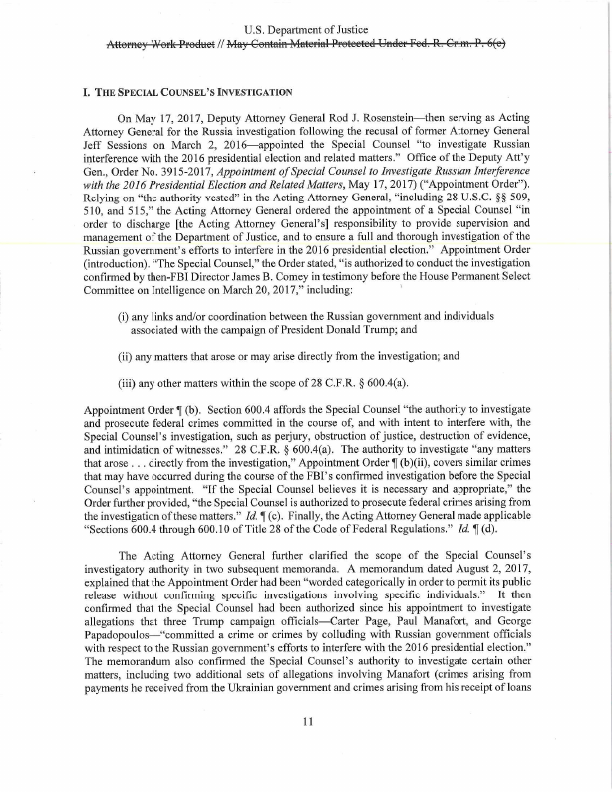 U.S. Department of Justice
Attorney Work Product // May Contain Material Protected Under Fed. R. Crim. P. 6(e)
I. THE SPECIAL COUNSEL'S INVESTIGATION
On May 17, 2017, Deputy Attorney General Rod J. Rosenstein—then serving as Acting
Attorney General for the Russia investigation following the recusal of former Attorney General
Jeff Sessions on March 2, 2016—appointed the Special Counsel "to investigate Russian
interference with the 2016 presidential election and related matters." Office of the Deputy Att'y
Gen., Order No. 3915-2017, Appointment of Special Counsel to Investigate Russian Interference
with the 2016 Presidential Election and Related Matters, May 17, 2017) ("Appointment Order").
Relying on "the authority vested" in the Acting Attorney General, "including 28 U.S.C. §§ 509,
510, and 515," the Acting Attorney General ordered the appointment of a Special Counsel "in
order to discharge [the Acting Attorney General's] responsibility to provide supervision and
management of the Department of Justice, and to ensure a full and thorough investigation of the
Russian government's efforts to interfere in the 2016 presidential election." Appointment Order
(introduction). "The Special Counsel," the Order stated, "is authorized to conduct the investigation
confirmed by then-FBI Director James B. Comey in testimony before the House Permanent Select
Committee on Intelligence on March 20, 2017," including:
(i) any links and/or coordination between the Russian government and individuals
associated with the campaign of President Donald Trump; and
(ii) any matters that arose or may arise directly from the investigation; and
(iii) any other matters within the scope of 28 C.F.R. § 600.4(a).
Appointment Order ¶ (b). Section 600.4 affords the Special Counsel "the authority to investigate
and prosecute federal crimes committed in the course of, and with intent to interfere with, the
Special Counsel's investigation, such as perjury, obstruction of justice, destruction of evidence,
and intimidation of witnesses." 28 C.F.R. § 600.4(a). The authority to investigate "any matters
that arose . . . directly from the investigation," Appointment Order ¶ (b)(ii), covers similar crimes
that may have occurred during the course of the FBI's confirmed investigation before the Special
Counsel's appointment. "If the Special Counsel believes it is necessary and appropriate," the
Order further provided, "the Special Counsel is authorized to prosecute federal crimes arising from
the investigation of these matters." Id. ¶ (c). Finally, the Acting Attorney General made applicable
"Sections 600.4 through 600.10 of Title 28 of the Code of Federal Regulations." Id. ¶ (d).
The Acting Attorney General further clarified the scope of the Special Counsel's
investigatory authority in two subsequent memoranda. A memorandum dated August 2, 2017,
explained that the Appointment Order had been "worded categorically in order to permit its public
release without confirming specific investigations involving specific individuals." It then
confirmed that the Special Counsel had been authorized since his appointment to investigate
allegations that three Trump campaign officials—Carter Page, Paul Manafort, and George
Papadopoulos—"committed a crime or crimes by colluding with Russian government officials
with respect to the Russian government's efforts to interfere with the 2016 presidential election."
The memorandum also confirmed the Special Counsel's authority to investigate certain other
matters, including two additional sets of allegations involving Manafort (crimes arising from
payments he received from the Ukrainian government and crimes arising from his receipt of loans
11